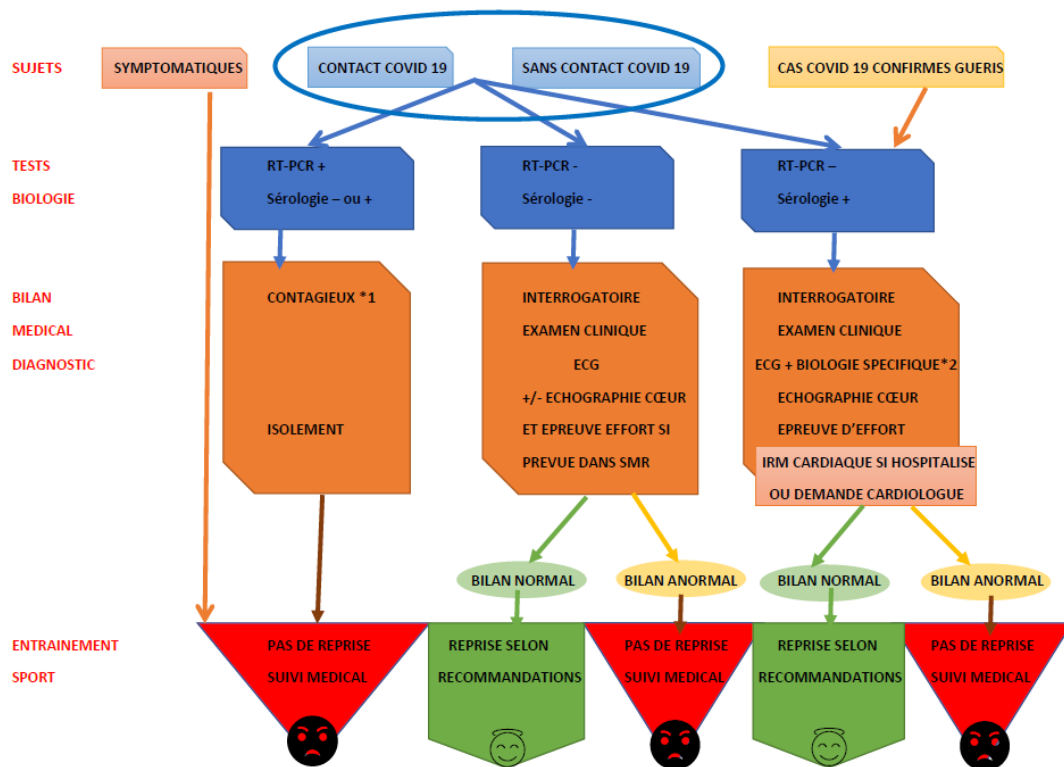 SUJETS
SYMPTOMATIQUES
CONTACT COVID 19
SANS CONTACT COVID 19
CAS COVID 19 CONFIRMES GUERIS
TESTS
BIOLOGIE
RT-PCR +
Sérologie – ou +
RT-PCR -
Sérologie -
RT-PCR –
Sérologie +
BILAN
MEDICAL
DIAGNOSTIC
CONTAGIEUX *1
ISOLEMENT
INTERROGATOIRE
EXAMEN CLINIQUE
ECG
+/- ECHOGRAPHIE CŒUR
ET EPREUVE EFFORT SI
PREVUE DANS SMR
INTERROGATOIRE
EXAMEN CLINIQUE
ECG + BIOLOGIE SPECIFIQUE*2
ECHOGRAPHIE CŒUR
EPREUVE D'EFFORT
IRM CARDIAQUE SI HOSPITALISE
OU DEMANDE CARDIOLOGUE
BILAN NORMAL
BILAN ANORMAL
BILAN NORMAL
BILAN ANORMAL
ENTRAINEMENT
SPORT
PAS DE REPRISE
SUIVI MEDICAL
REPRISE SELON
RECOMMANDATIONS
PAS DE REPRISE
SUIVI MEDICAL
REPRISE SELON
RECOMMANDATIONS
PAS DE REPRISE
SUIVI MEDICAL